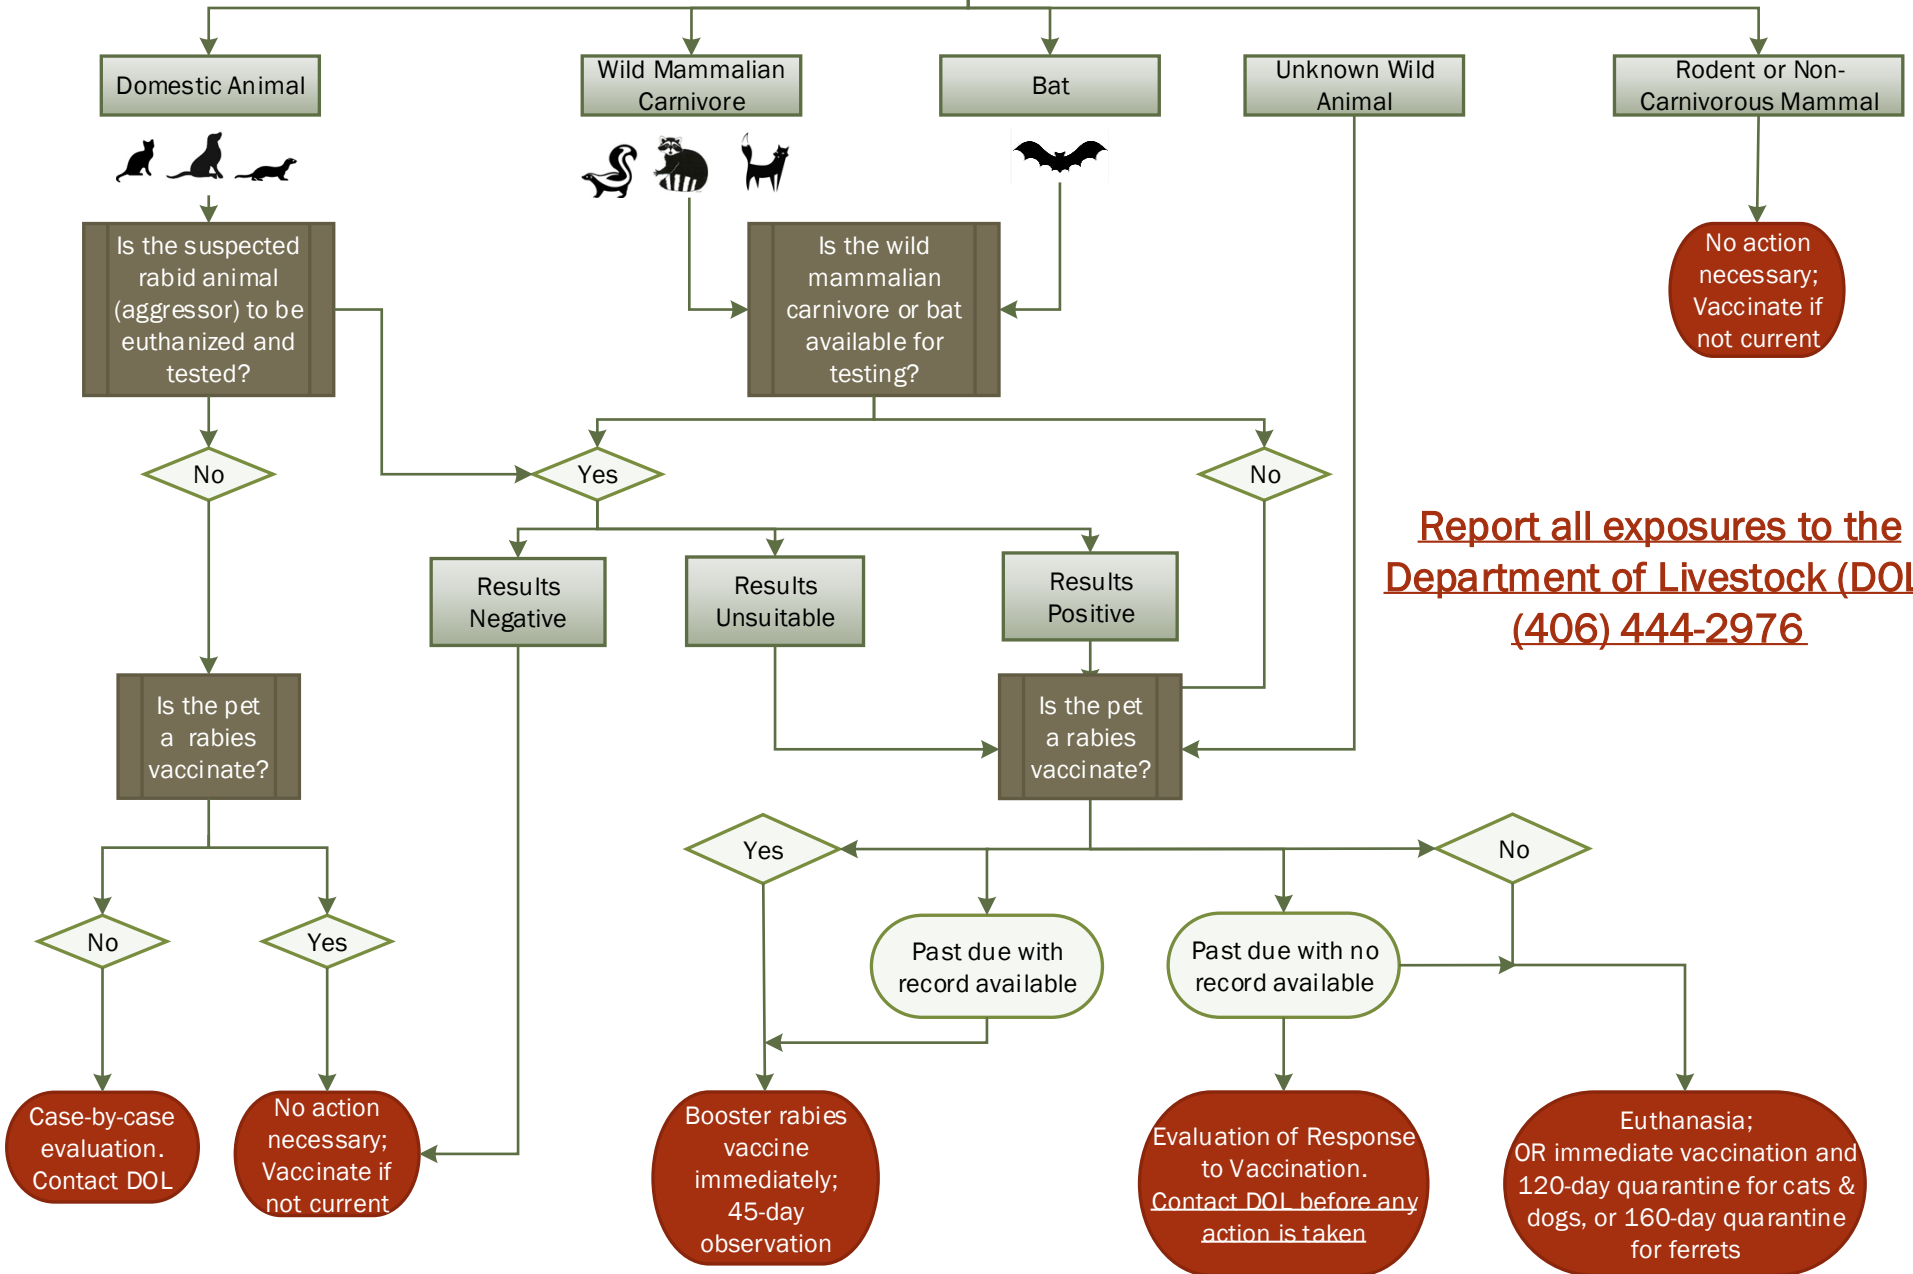 Domestic Animal
Wild Mammalian
Carnivore
Bat
Unknown Wild
Animal
Rodent or Non-
Carnivorous Mammal
Is the suspected
rabid animal
(aggressor) to be
euthanized and
tested?
Is the wild
mammalian
carnivore or bat
available for
testing?
No action
necessary;
Vaccinate if
not current
No
Yes
No
Report all exposures to the
Department of Livestock (DOL
(406) 444-2976
Results
Negative
Results
Unsuitable
Results
Positive
Is the pet
a rabies
vaccinate?
Is the pet
a rabies
vaccinate?
Yes
No
No
Yes
Past due with
record available
Past due with no
record available
Case-by-case
evaluation.
Contact DOL
No action
necessary;
Vaccinate if
not current
Booster rabies
vaccine
immediately;
45-day
observation
Evaluation of Response
to Vaccination.
Contact DOL before any
action is taken
Euthanasia;
OR immediate vaccination and
120-day quarantine for cats &
dogs, or 160-day quarantine
for ferrets